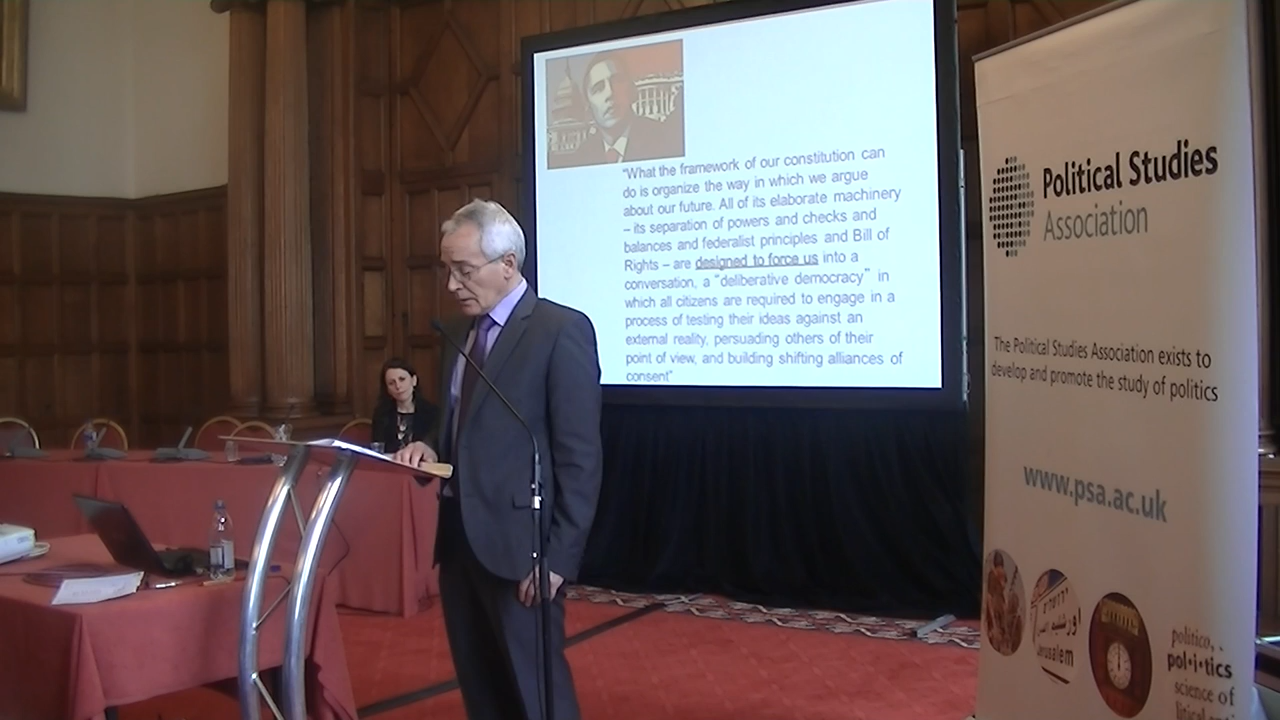 “What the framework of our constitution can
do is organize the way in which we argue
about our future. All of its elaborate machinery
– its separation of powers and checks and
balances and federalist principles and Bill of
Rights – are designed to force us into a
conversation, a “deliberative democracy” in
which all citizens are required to engage in a
process of testing their ideas against an
external reality, persuading others of their
point of view, and building shifting alliances of
consent”
Political Studies
Association
The Political Studies Association exists to
develop and promote the study of politics
www.psa.ac.uk
Jerusalem
politico, -
pol•i•tics
science of